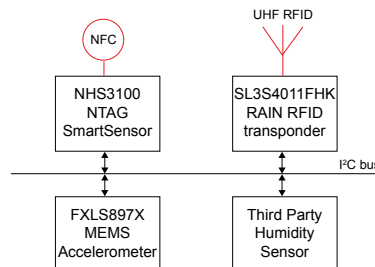 NFC
UHF RFID
NHS3100
NTAG
SmartSensor
SL3S4011FHK
RAIN RFID
transponder
I²C bus
FXLS897X
MEMS
Accelerometer
Third Party
Humidity
Sensor